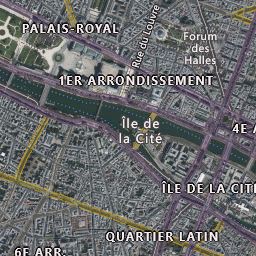 PALAIS-ROYAL
Rue du Louvre
Forum
des
Halles
1ER ARRONDISSEMENT
Île de
la Cité
4E
ÎLE DE LA CITÉ
QUARTIER LATIN
6E ARR.